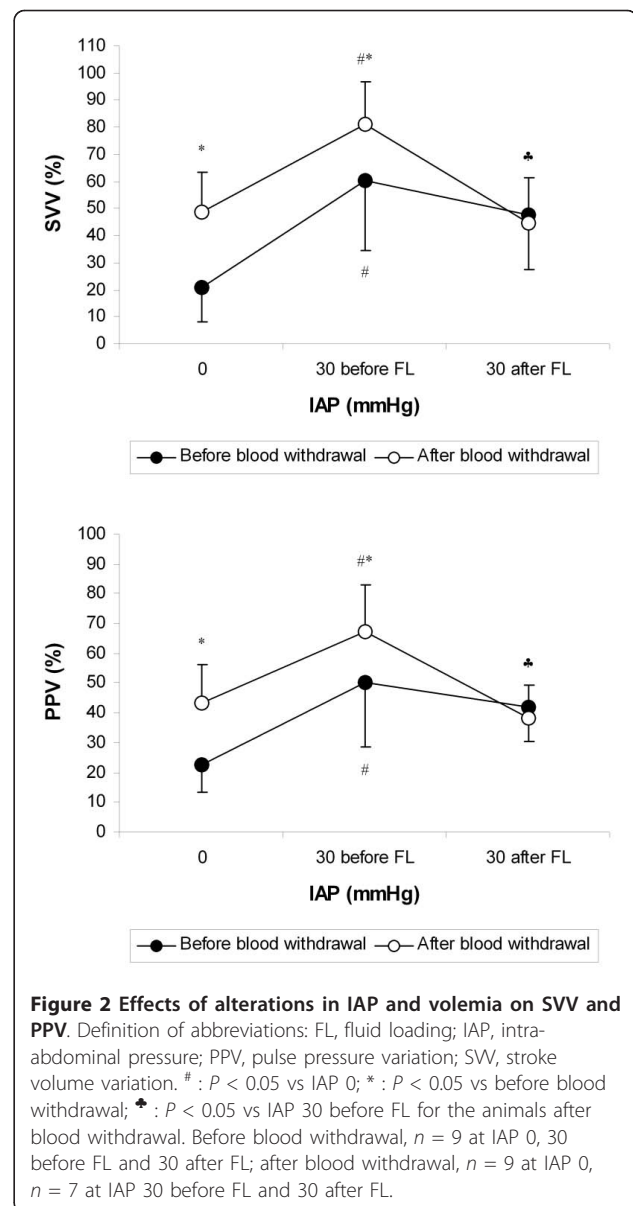 110
100
90
80
70
60
50
40
30
20
10
0
SVV (%)
#*
*
♣
#
0 30 before FL 30 after FL
IAP (mmHg)
Before blood withdrawal After blood withdrawal
100
90
80
70
60
50
40
30
20
10
0
PPV (%)
#*
*
♣
#
0 30 before FL 30 after FL
IAP (mmHg)
Before blood withdrawal After blood withdrawal
Figure 2 Effects of alterations in IAP and volemia on SVV and
PPV. Definition of abbreviations: FL, fluid loading; IAP, intra-
abdominal pressure; PPV, pulse pressure variation; SVV, stroke
volume variation. # : P < 0.05 vs IAP 0; * : P < 0.05 vs before blood
withdrawal; ♣ : P < 0.05 vs IAP 30 before FL for the animals after
blood withdrawal. Before blood withdrawal, n = 9 at IAP 0, 30
before FL and 30 after FL; after blood withdrawal, n = 9 at IAP 0,
n = 7 at IAP 30 before FL and 30 after FL.